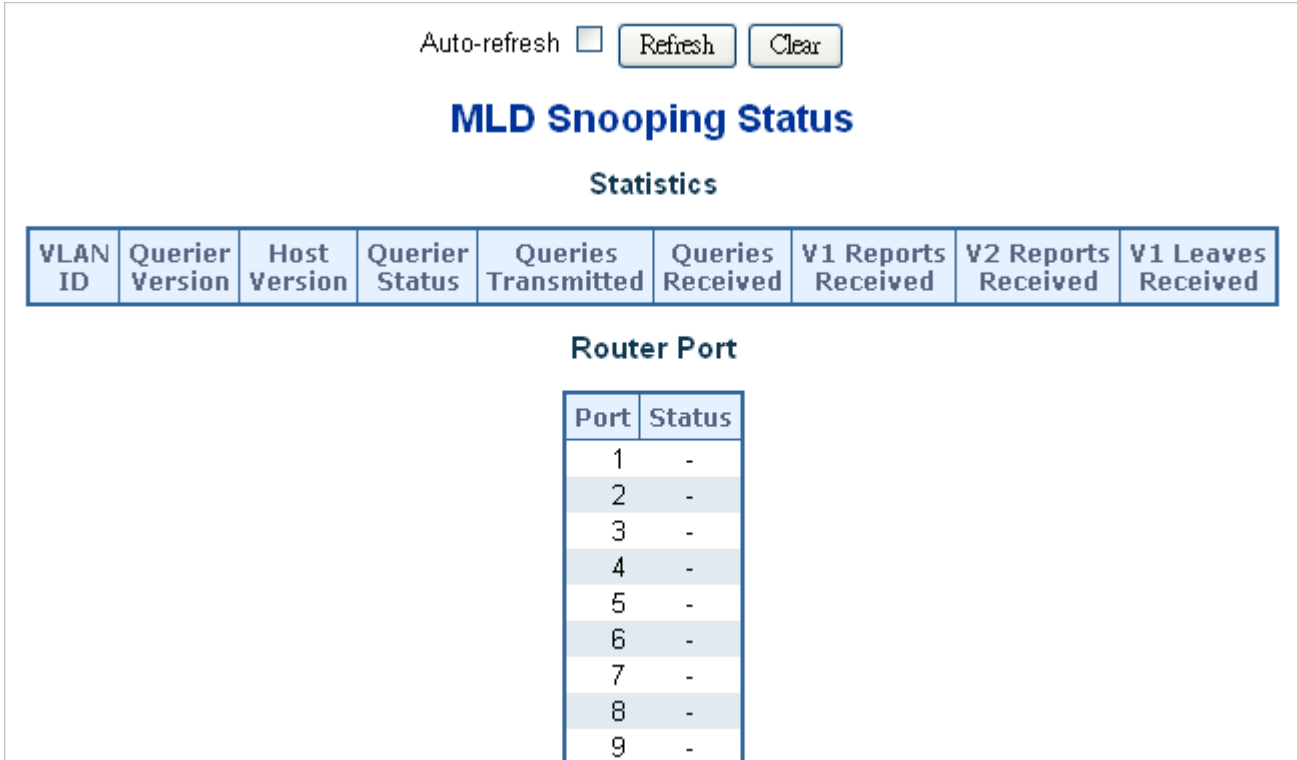 Auto-refresh Refresh Clear
MLD Snooping Status
Statistics
VLAN ID Querier Version Host Version Querier Status Queries Transmitted Queries Received V1 Reports Received V2 Reports Received V1 Leaves Received
Router Port
Port Status
1 -
2 -
3 -
4 -
5 -
6 -
7 -
8 -
9 -